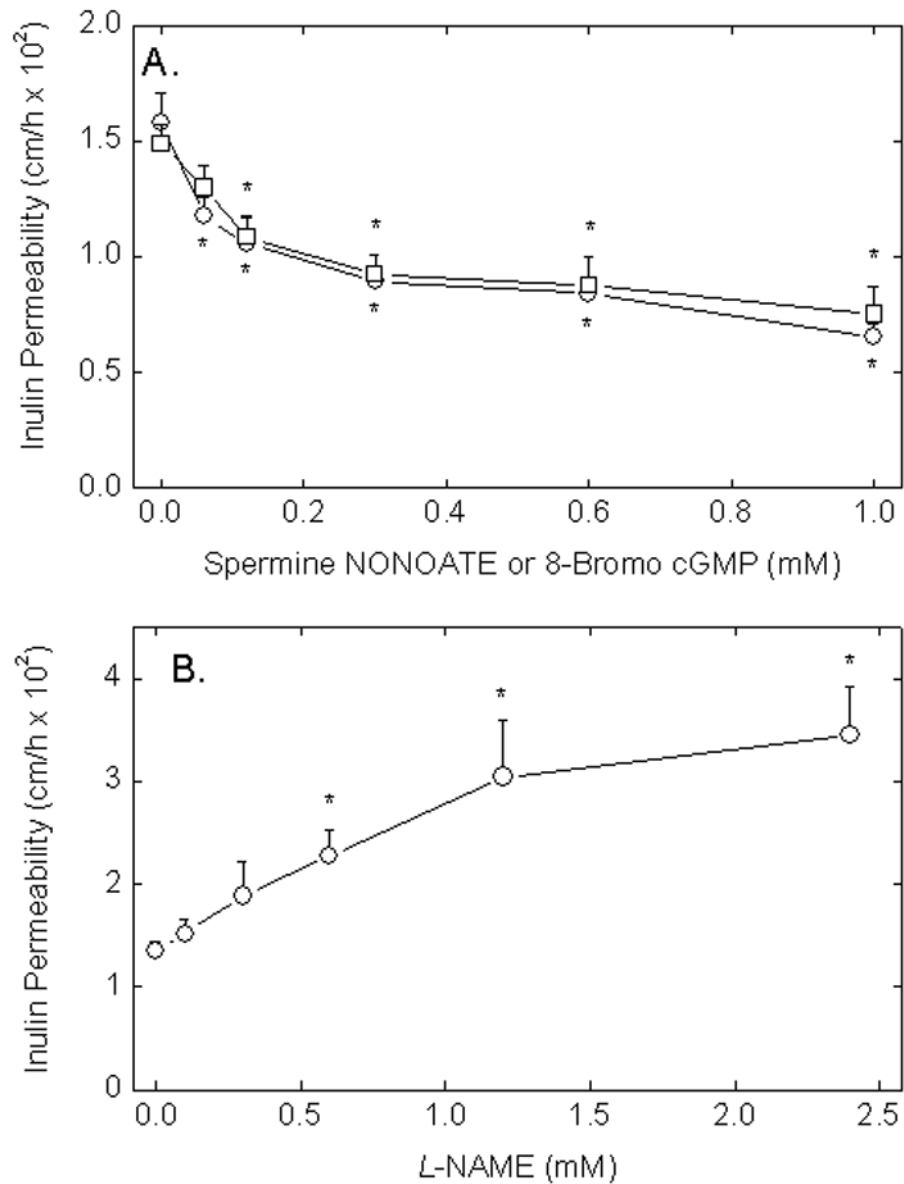 A.
Inulin Permeability (cm/h x 10²)
2.0
1.5
1.0
0.5
0.0
* * * * *
* * * * *
0.0 0.2 0.4 0.6 0.8 1.0
Spermine NONOATE or 8-Bromo cGMP (mM)
B.
Inulin Permeability (cm/h x 10²)
4
3
2
1
0
* * *
0.0 0.5 1.0 1.5 2.0 2.5
L-NAME (mM)